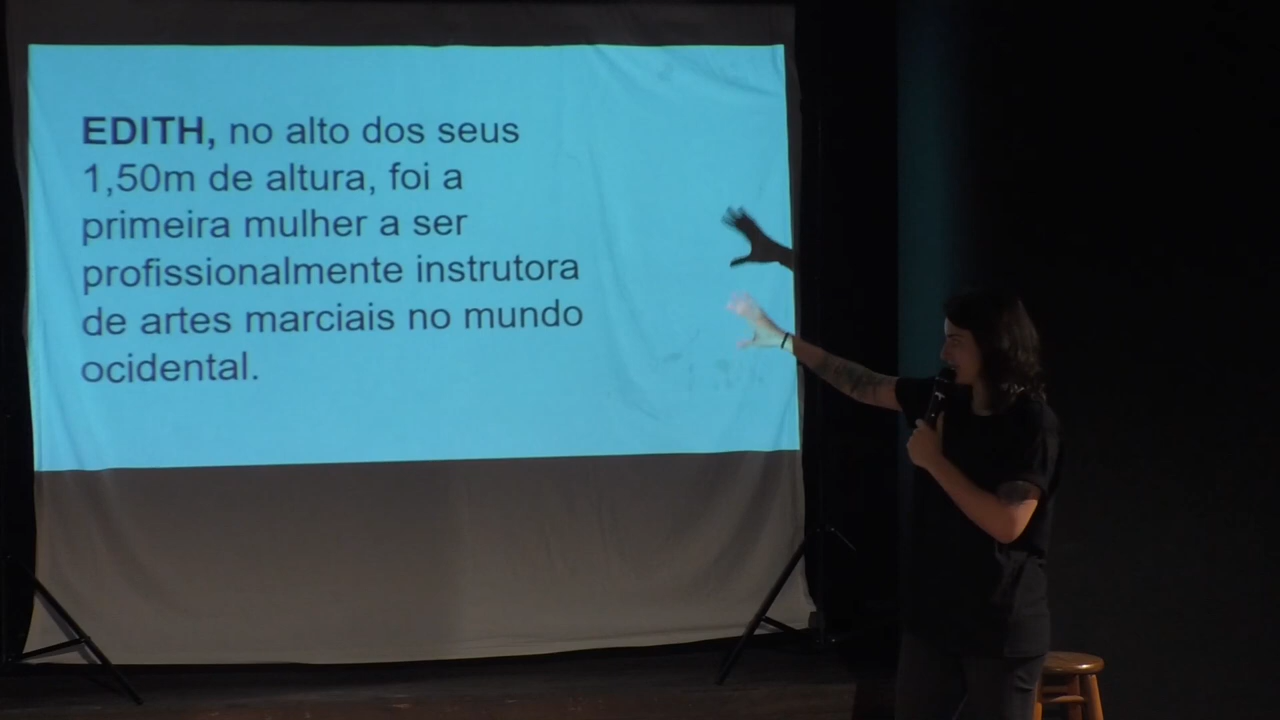 EDITH, no alto dos seus
1,50m de altura, foi a
primeira mulher a ser
profissionalmente instrutora
de artes marciais no mundo
ocidental.